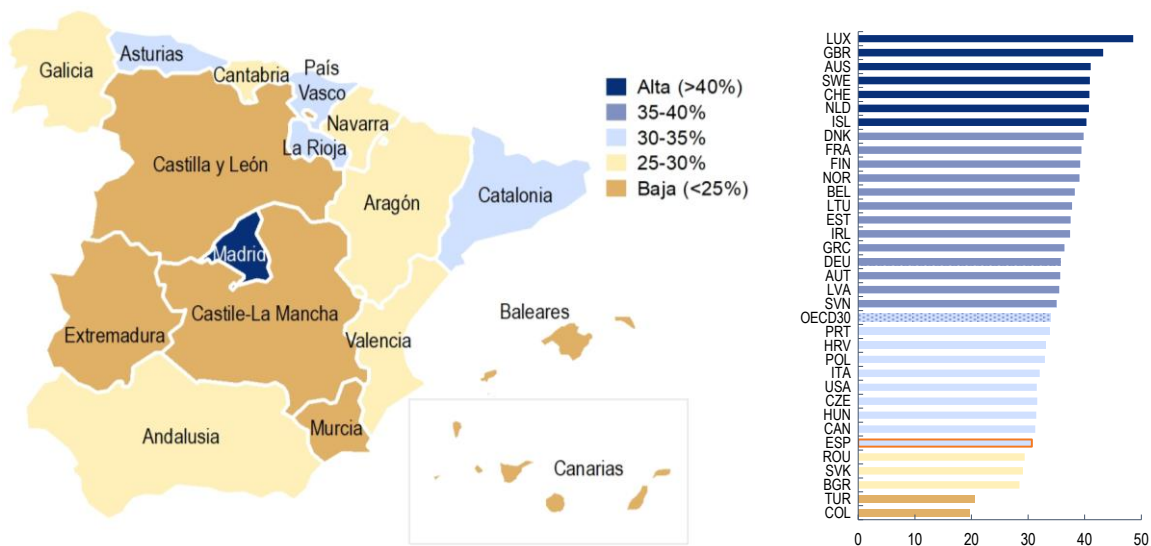 Galicia
Asturias
Cantabria
País
Vasco
Navarra
La Rioja
Castilla y León
Aragón
Catalonia
Madrid
Castile-La Mancha
Extremadura
Valencia
Baleares
Andalusia
Murcia
Canarias
Alta (>40%)
35-40%
30-35%
25-30%
Baja (<25%)
LUX
GBR
AUS
SWE
CHE
NLD
ISL
DNK
FRA
FIN
NOR
BEL
LTU
EST
IRL
GRC
DEU
AUT
LVA
SVN
OECD30
PRT
HRV
POL
ITA
USA
CZE
HUN
CAN
ESP
ROU
SVK
BGR
TUR
COL
0 10 20 30 40 50